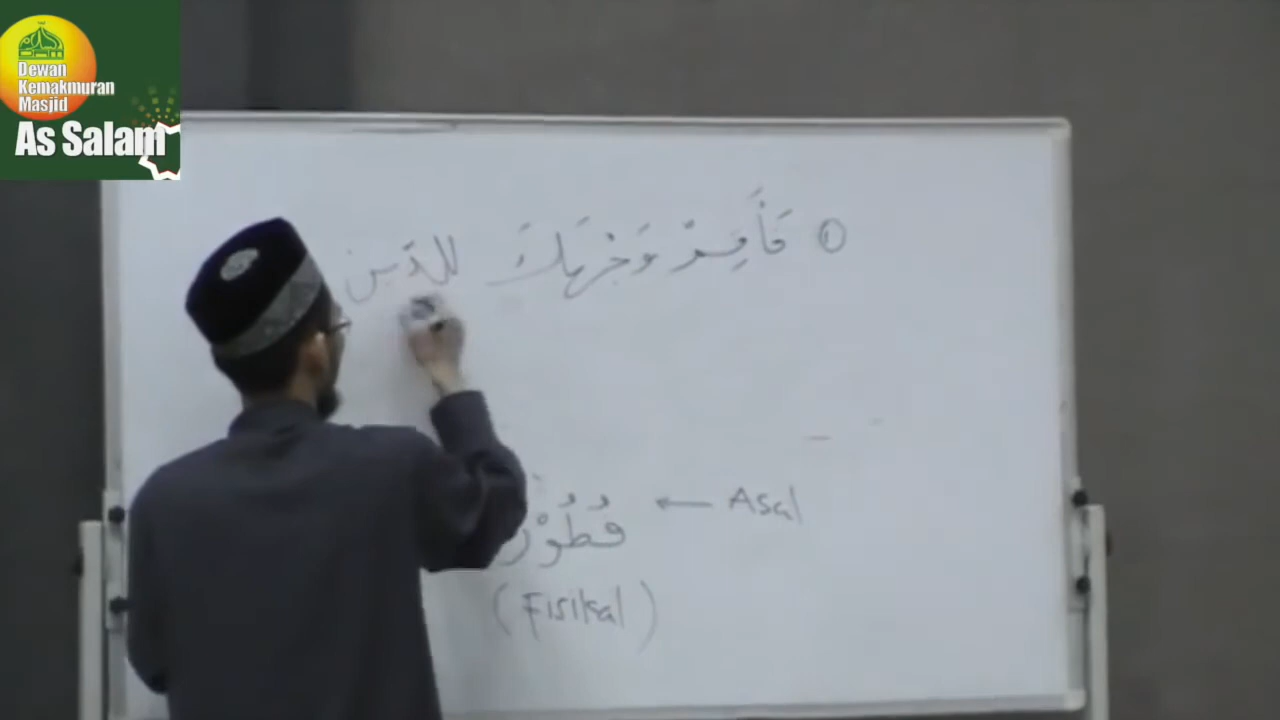 Dewan
Kemakmuran
Masjid
As Salam
① فَأَقِمْ وَجْهَكَ لِلدِّين
فُطُوْر ← Asal
(Fisikal)